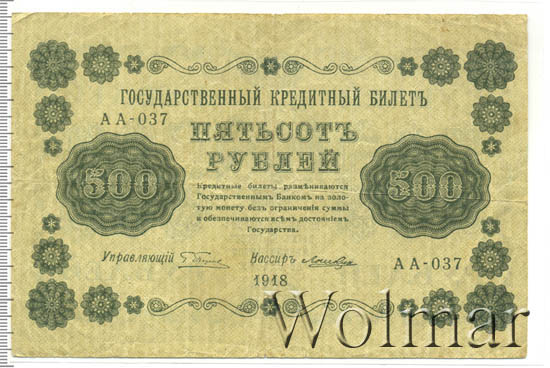 ГОСУДАРСТВЕННЫЙ КРЕДИТНЫЙ БИЛЕТЪ
АА-037
ПЯТЬСОТЪ
РУБЛЕЙ
500
500
Кредитные билеты размѣниваются
Государственнымъ Банкомъ на золо-
тую монету безъ ограниченія суммы
и обезпечиваются всѣмъ достояніемъ
Государства.
Управляющій
Кассиръ
1918
АА-037
Wolmar